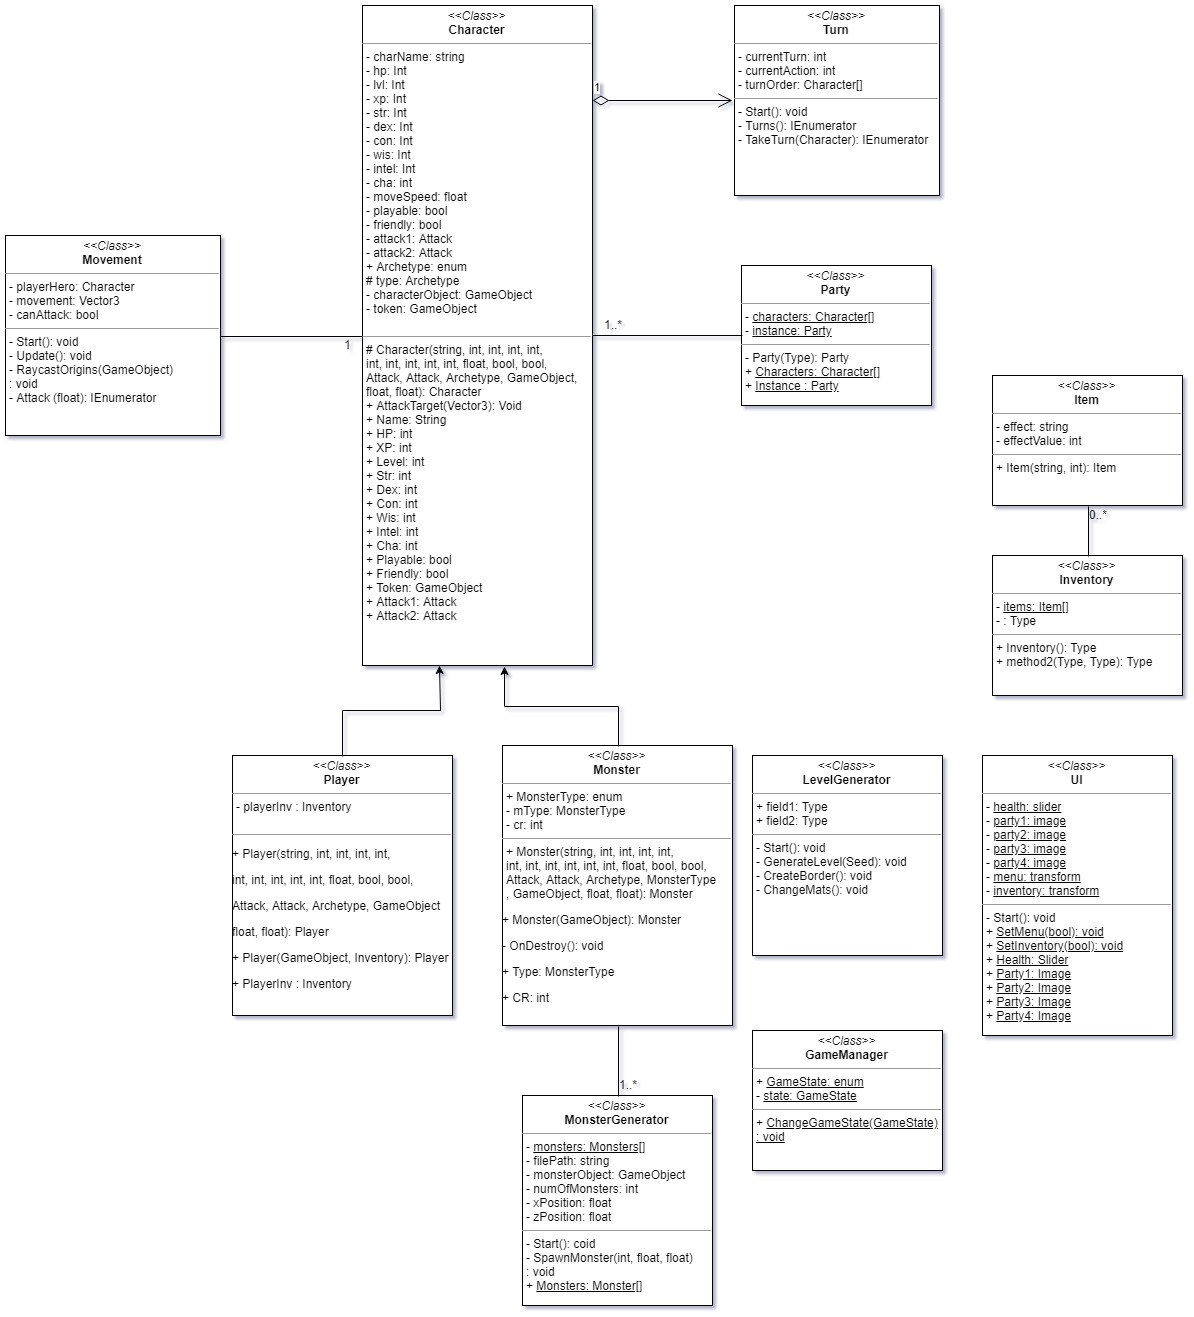 <<Class>>
Character
- charName: string
- hp: Int
- lvl: Int
- xp: Int
- str: Int
- dex: Int
- con: Int
- wis: Int
- intel: Int
- cha: int
- moveSpeed: float
- playable: bool
- friendly: bool
- attack1: Attack
- attack2: Attack
+ Archetype: enum
# type: Archetype
- characterObject: GameObject
- token: GameObject
# Character(string, int, int, int, int,
int, int, int, int, int, float, bool, bool,
Attack, Attack, Archetype, GameObject,
float, float): Character
+ AttackTarget(Vector3): Void
+ Name: String
+ HP: int
+ XP: int
+ Level: int
+ Str: int
+ Dex: int
+ Con: int
+ Wis: int
+ Intel: int
+ Cha: int
+ Playable: bool
+ Friendly: bool
+ Token: GameObject
+ Attack1: Attack
+ Attack2: Attack
1
<<Class>>
Turn
- currentTurn: int
- currentAction: int
- turnOrder: Character[]
- Start(): void
- Turns(): IEnumerator
- TakeTurn(Character): IEnumerator
<<Class>>
Movement
- playerHero: Character
- movement: Vector3
- canAttack: bool
- Start(): void
- Update(): void
- RaycastOrigins(GameObject)
: void
- Attack (float): IEnumerator
1
1..*
<<Class>>
Party
- characters: Character[]
- instance: Party
- Party(Type): Party
+ Characters: Character[]
+ Instance : Party
<<Class>>
Item
- effect: string
- effectValue: int
+ Item(string, int): Item
0..*
<<Class>>
Inventory
- items: Item[]
- : Type
+ Inventory(): Type
+ method2(Type, Type): Type
<<Class>>
Player
- playerInv : Inventory
+ Player(string, int, int, int, int,
int, int, int, int, int, float, bool, bool,
Attack, Attack, Archetype, GameObject
float, float): Player
+ Player(GameObject, Inventory): Player
+ PlayerInv : Inventory
<<Class>>
Monster
+ MonsterType: enum
- mType: MonsterType
- cr: int
+ Monster(string, int, int, int, int,
int, int, int, int, int, int, float, bool, bool,
Attack, Attack, Archetype, MonsterType
, GameObject, float, float): Monster
+ Monster(GameObject): Monster
- OnDestroy(): void
+ Type: MonsterType
+ CR: int
<<Class>>
LevelGenerator
+ field1: Type
+ field2: Type
- Start(): void
- GenerateLevel(Seed): void
- CreateBorder(): void
- ChangeMats(): void
<<Class>>
UI
- health: slider
- party1: image
- party2: image
- party3: image
- party4: image
- menu: transform
- inventory: transform
- Start(): void
+ SetMenu(bool): void
+ SetInventory(bool): void
+ Health: Slider
+ Party1: Image
+ Party2: Image
+ Party3: Image
+ Party4: Image
<<Class>>
GameManager
+ GameState: enum
- state: GameState
+ ChangeGameState(GameState)
: void
1..*
<<Class>>
MonsterGenerator
- monsters: Monsters[]
- filePath: string
- monsterObject: GameObject
- numOfMonsters: int
- xPosition: float
- zPosition: float
- Start(): coid
- SpawnMonster(int, float, float)
: void
+ Monsters: Monster[]